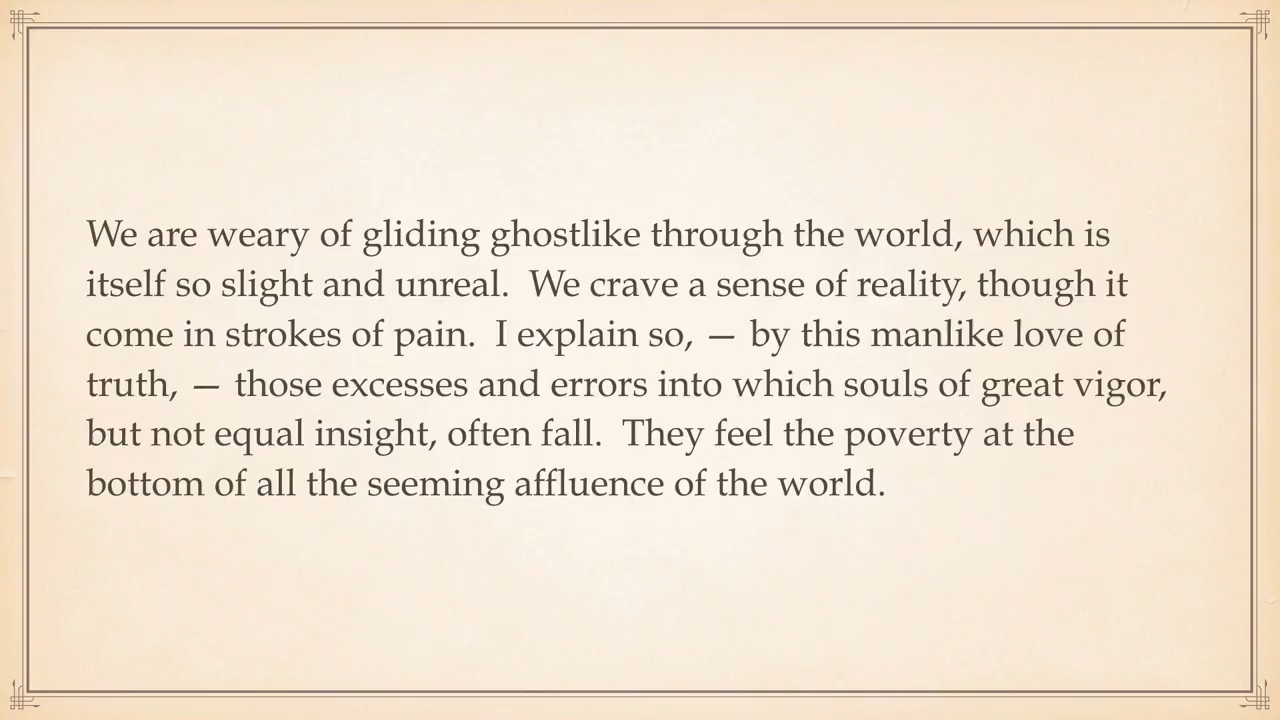 We are weary of gliding ghostlike through the world, which is
itself so slight and unreal.  We crave a sense of reality, though it
come in strokes of pain.  I explain so, — by this manlike love of
truth, — those excesses and errors into which souls of great vigor,
but not equal insight, often fall.  They feel the poverty at the
bottom of all the seeming affluence of the world.